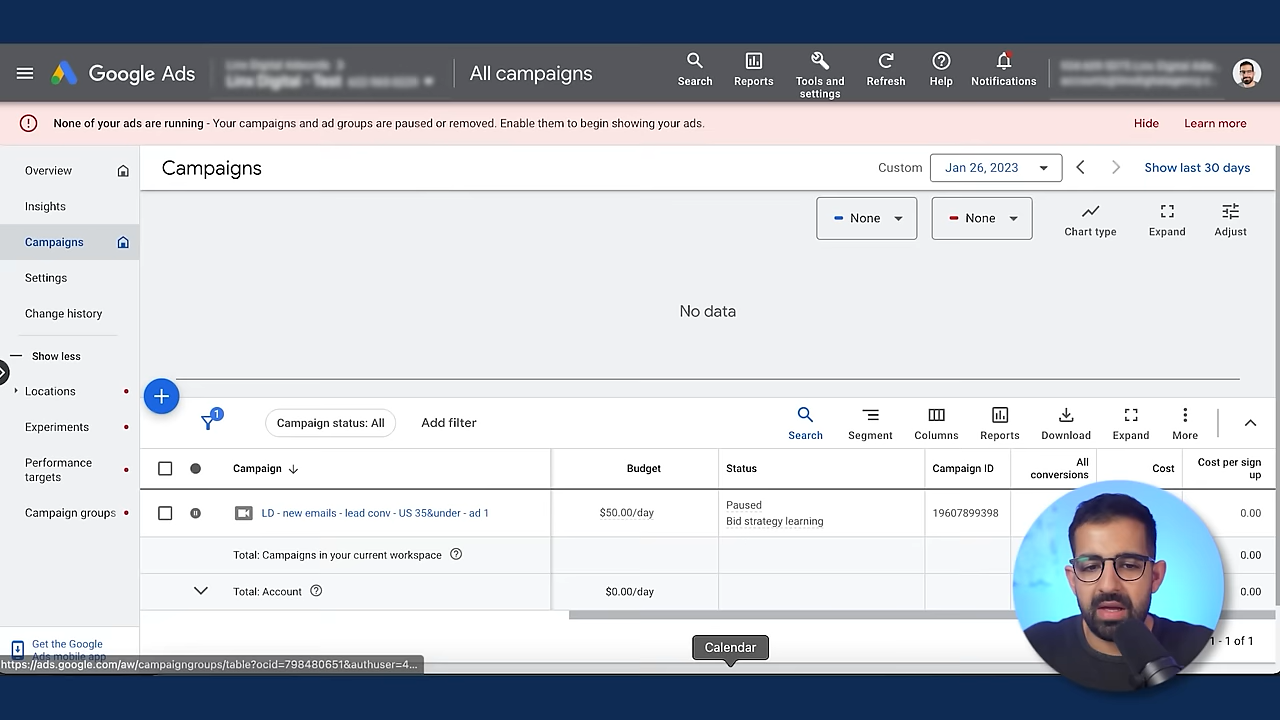 Google Ads
All campaigns
Search
Reports
Tools and settings
Refresh
Help
Notifications
None of your ads are running - Your campaigns and ad groups are paused or removed. Enable them to begin showing your ads.
Hide
Learn more
Overview
Insights
Campaigns
Settings
Change history
Show less
Locations
Experiments
Performance
targets
Campaign groups
Get the Google
Ads mobile app
Campaigns
Custom
Jan 26, 2023
Show last 30 days
None
None
Chart type
Expand
Adjust
No data
1
Campaign status: All
Add filter
Search
Segment
Columns
Reports
Download
Expand
More
Campaign
Budget
Status
Campaign ID
All
conversions
Cost
Cost per sign
up
LD - new emails - lead conv - US 35&under - ad 1
$50.00/day
Paused
Bid strategy learning
19607899398
0.00
Total: Campaigns in your current workspace
0.00
Total: Account
$0.00/day
0.00
1 - 1 of 1
Calendar
https://ads.google.com/aw/campaigngroups/table?ocid=798480651&authuser=4...